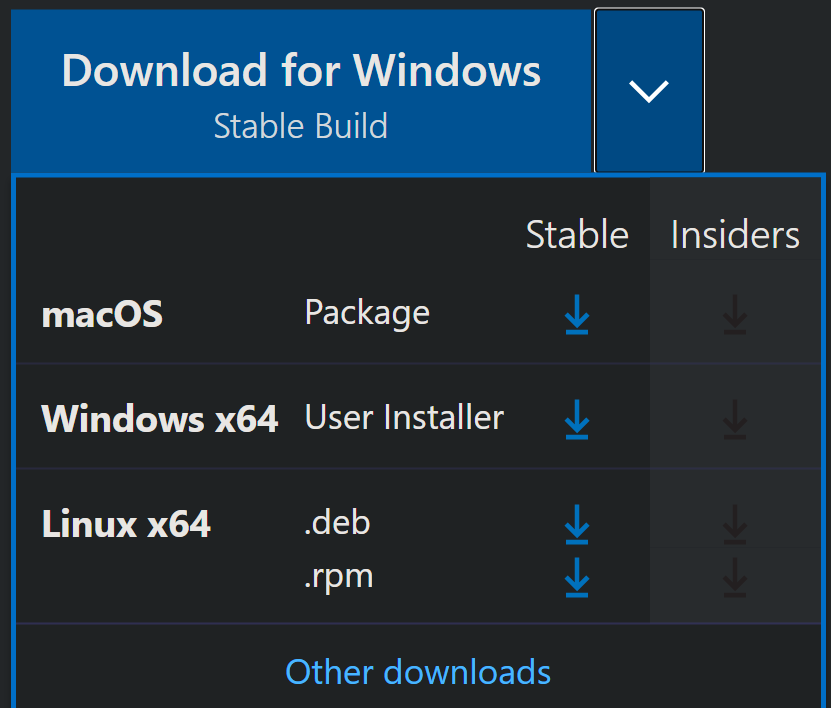 Download for Windows
Stable Build
Stable Insiders
macOS Package
Windows x64 User Installer
Linux x64 .deb
.rpm
Other downloads